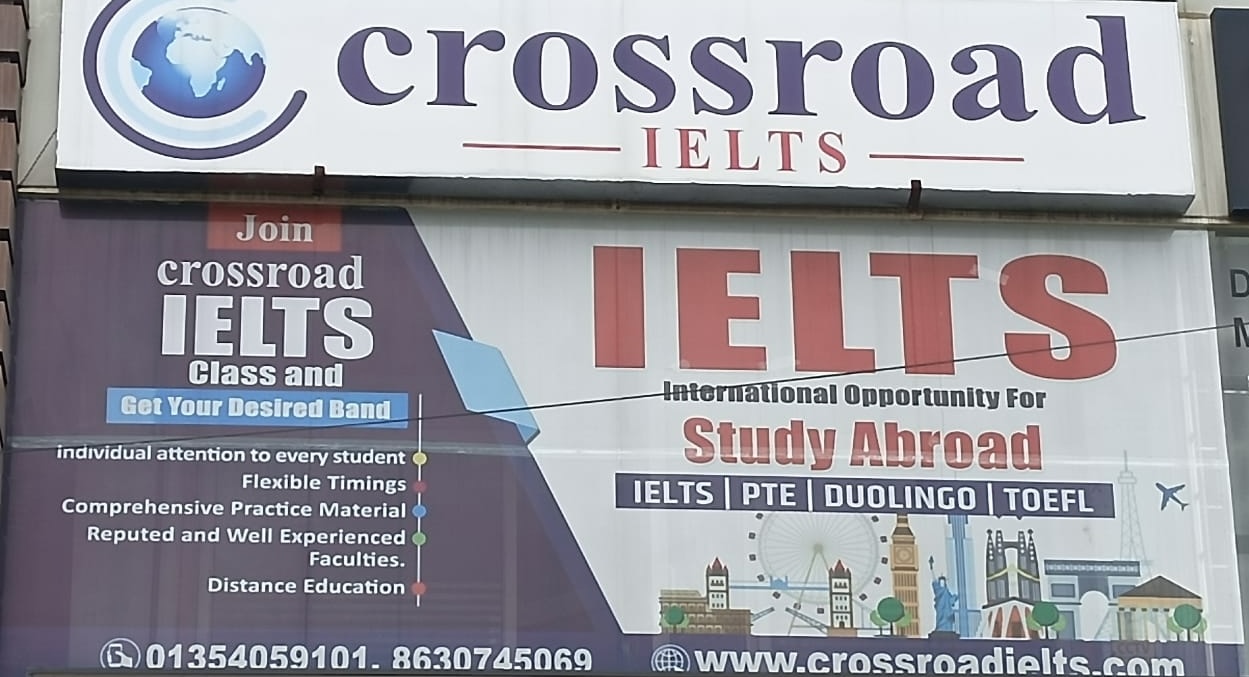 crossroad
IELTS
Join
crossroad
IELTS
Class and
Get Your Desired Band
individual attention to every student
Flexible Timings
Comprehensive Practice Material
Reputed and Well Experienced
Faculties.
Distance Education
01354059101. 8630745069
IELTS
International Opportunity For
Study Abroad
IELTS | PTE | DUOLINGO | TOEFL
www.crossroadielts.com